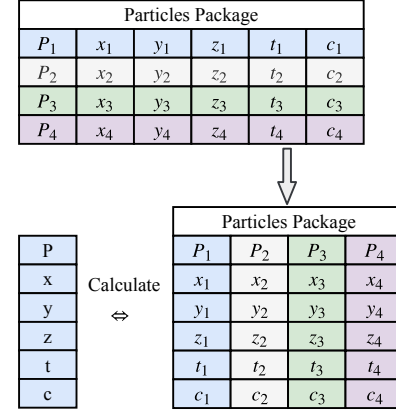 Particles Package
P₁ x₁ y₁ z₁ t₁ c₁
P₂ x₂ y₂ z₂ t₂ c₂
P₃ x₃ y₃ z₃ t₃ c₃
P₄ x₄ y₄ z₄ t₄ c₄
Particles Package
P P₁ P₂ P₃ P₄
x Calculate x₁ x₂ x₃ x₄
y ⇔ y₁ y₂ y₃ y₄
z z₁ z₂ z₃ z₄
t t₁ t₂ t₃ t₄
c c₁ c₂ c₃ c₄